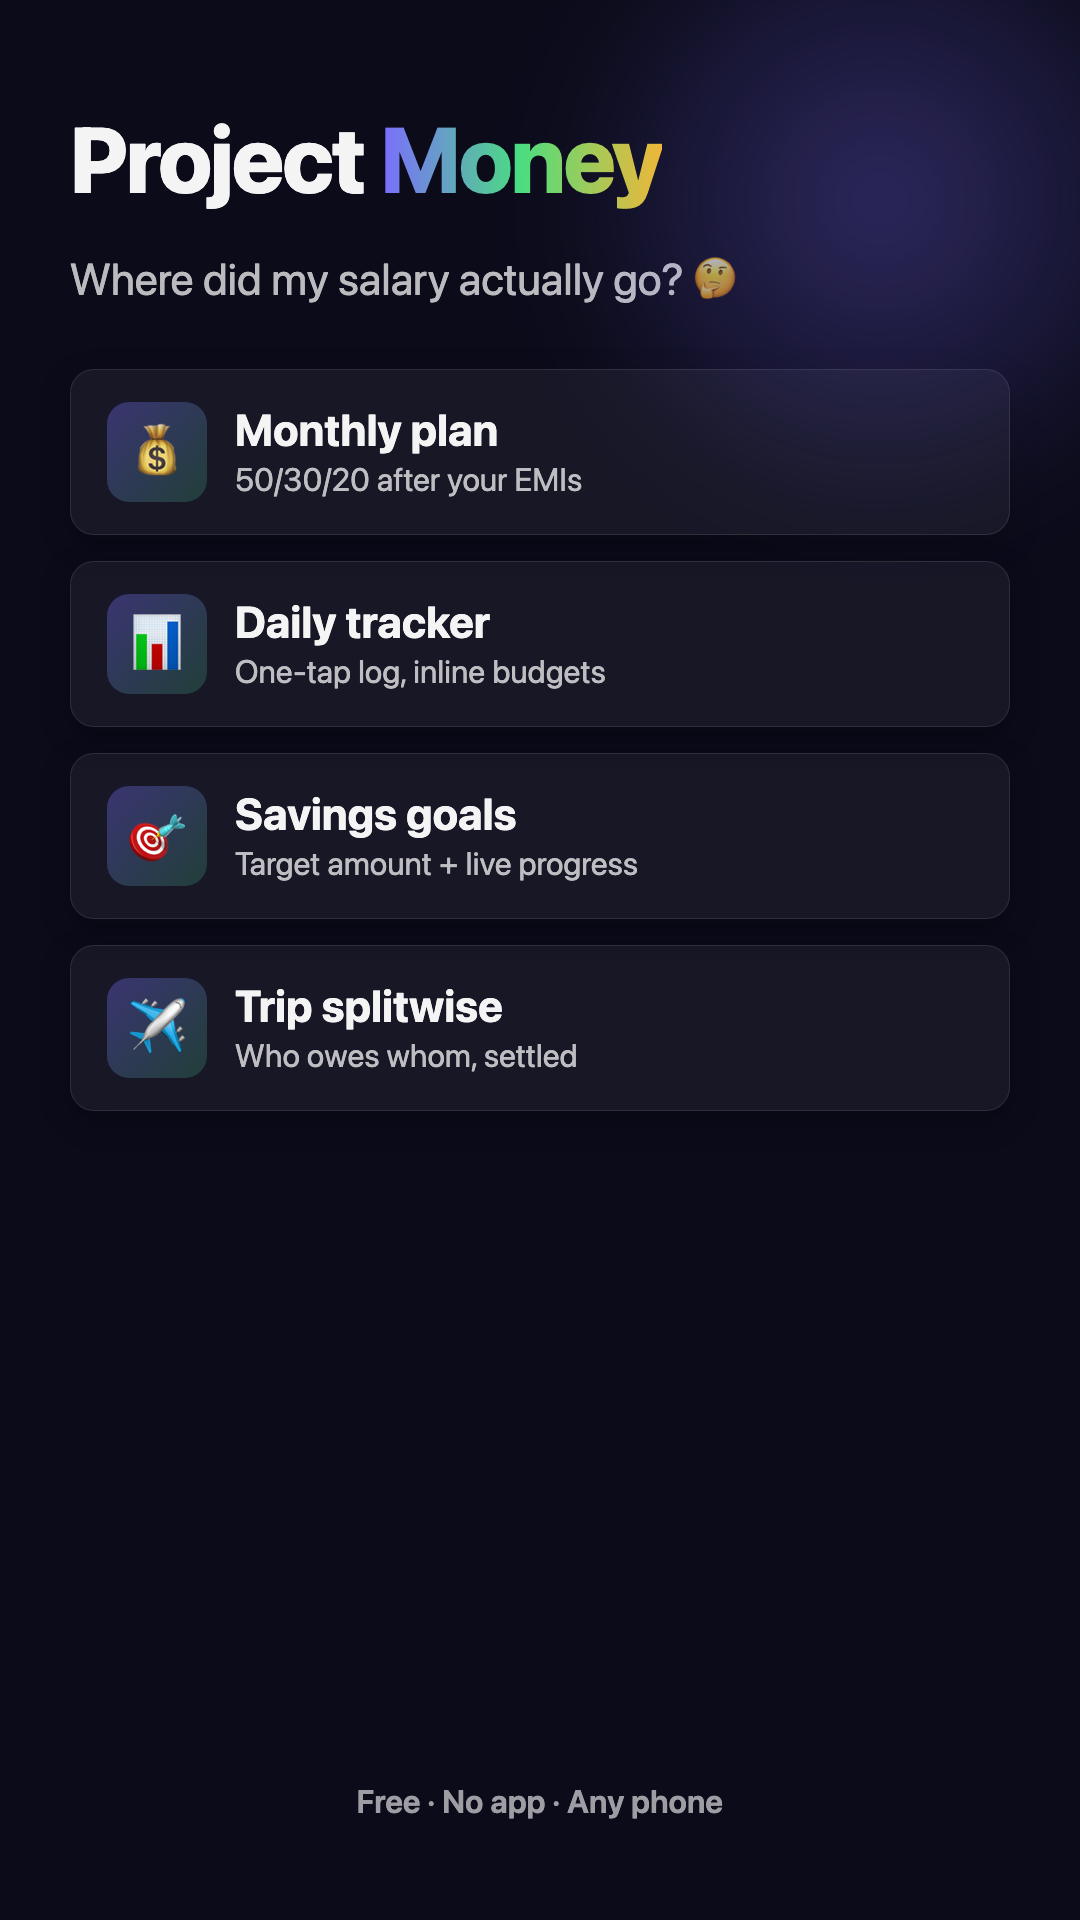 Project Money
Where did my salary actually go? 🤔
Monthly plan
50/30/20 after your EMIs
Daily tracker
One-tap log, inline budgets
Savings goals
Target amount + live progress
Trip splitwise
Who owes whom, settled
Free · No app · Any phone